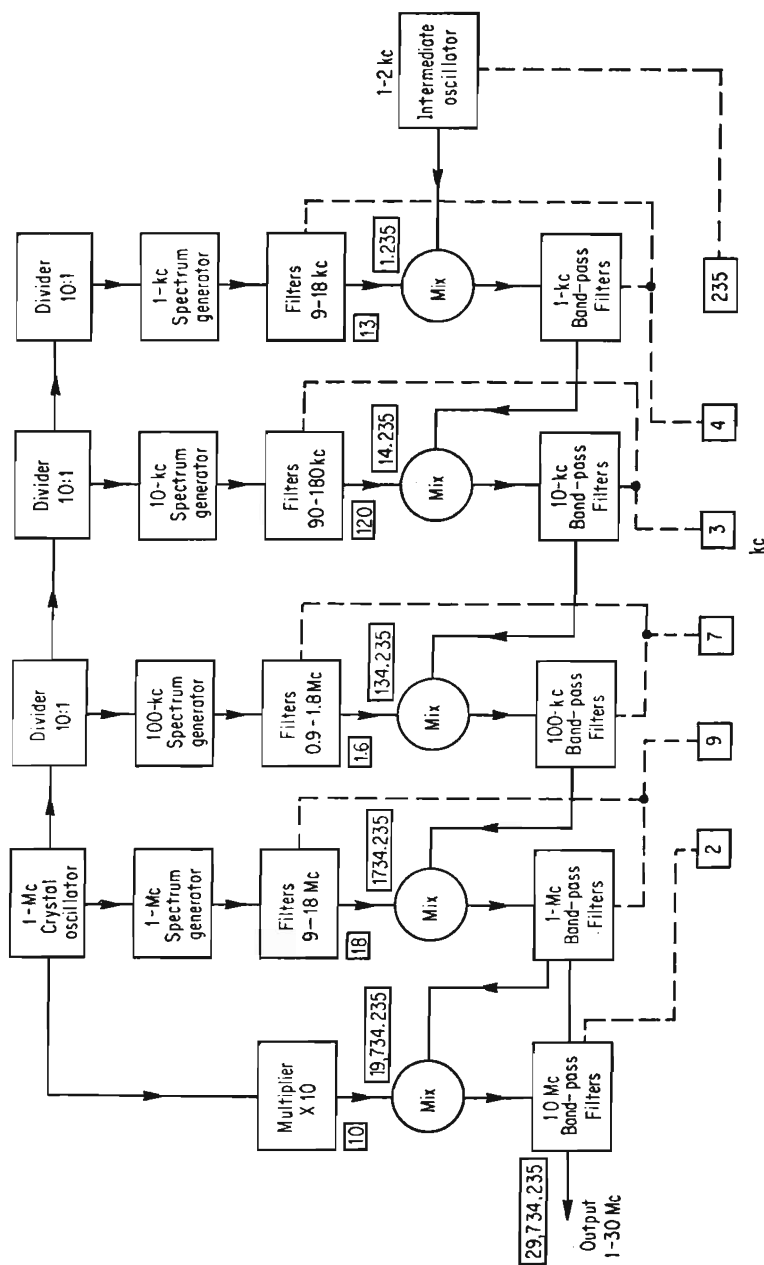 1-Mc
Crystal
oscillator
Divider
10:1
Divider
10:1
Divider
10:1
1-Mc
Spectrum
generator
100-kc
Spectrum
generator
10-kc
Spectrum
generator
1-kc
Spectrum
generator
1-2 kc
Intermediate
oscillator
Multiplier
X 10
Filters
9-18 Mc
Filters
0.9-1.8Mc
Filters
90-180kc
Filters
9-18 kc
10
18
1.6
120
13
19,734.235
1734.235
134.235
14.235
1.235
Mix
Mix
Mix
Mix
Mix
29,734.235
Output
1-30 Mc
10 Mc
Band-pass
Filters
1-Mc
Band-pass
Filters
100-kc
Band-pass
Filters
10-kc
Band-pass
Filters
1-kc
Band-pass
Filters
2
9
7
3
4
235
kc